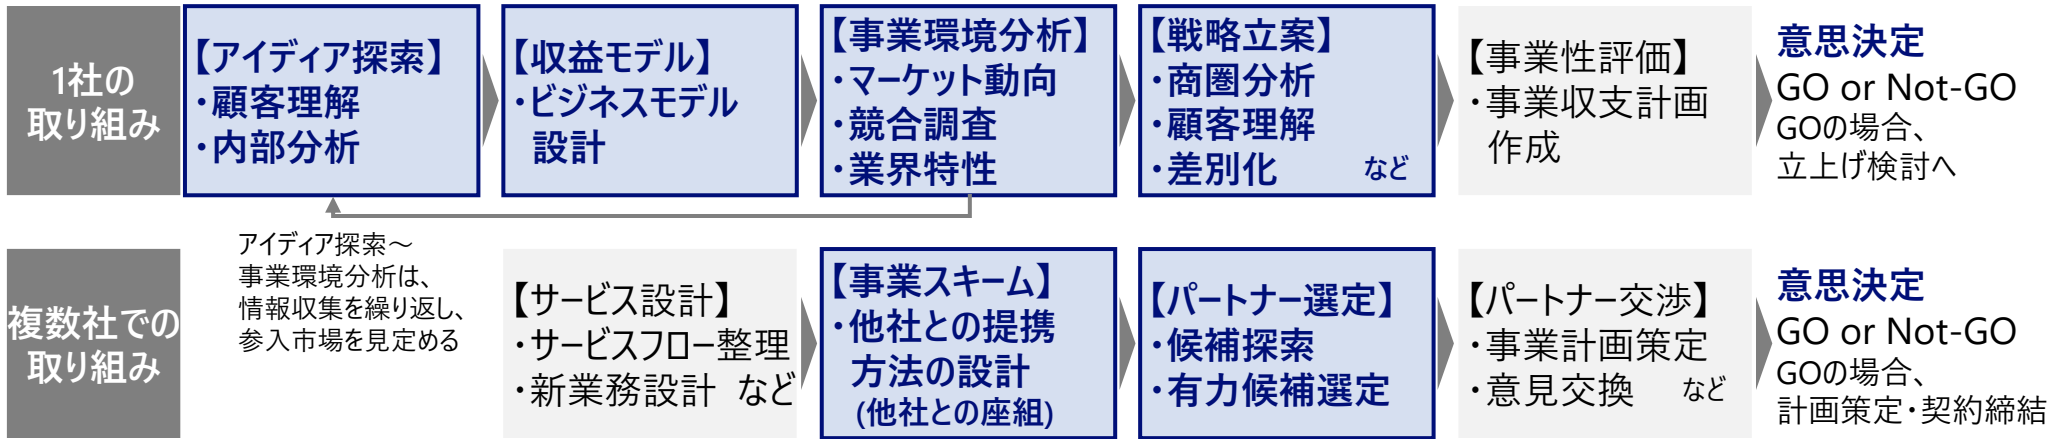 1社の
取り組み
【アイディア探索】
・顧客理解
・内部分析
【収益モデル】
・ビジネスモデル
設計
【事業環境分析】
・マーケット動向
・競合調査
・業界特性
【戦略立案】
・商圏分析
・顧客理解
・差別化 など
【事業性評価】
・事業収支計画
作成
意思決定
GO or Not-GO
GOの場合、
立上げ検討へ
アイディア探索～
事業環境分析は、
情報収集を繰り返し、
参入市場を見定める
複数社での
取り組み
【サービス設計】
・サービスフロー整理
・新業務設計 など
【事業スキーム】
・他社との提携
方法の設計
(他社との座組)
【パートナー選定】
・候補探索
・有力候補選定
【パートナー交渉】
・事業計画策定
・意見交換 など
意思決定
GO or Not-GO
GOの場合、
計画策定・契約締結